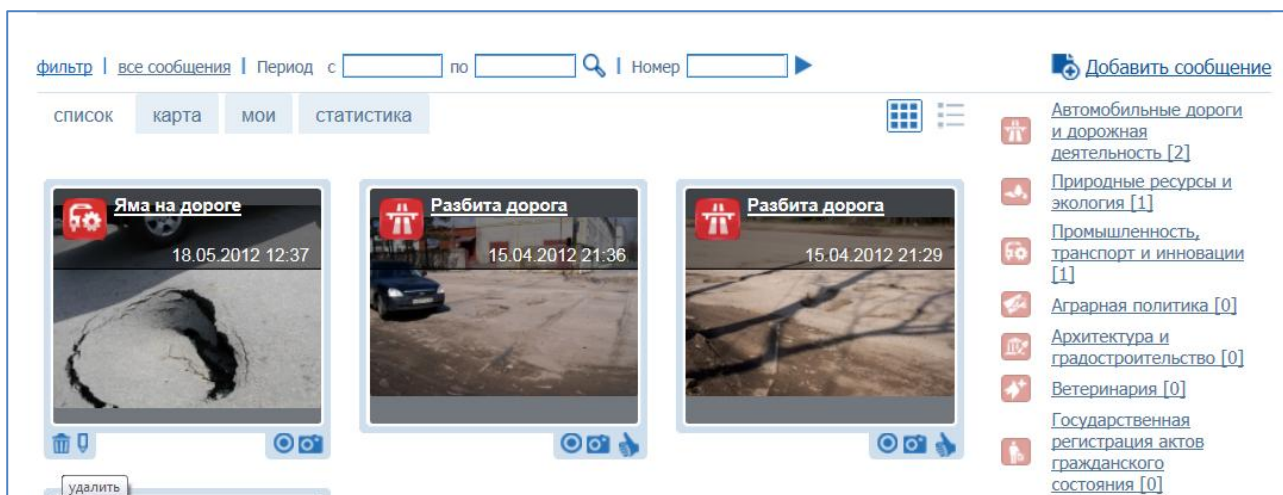 фильтр | все сообщения | Период с по | Номер
Добавить сообщение
список карта мои статистика
Яма на дороге
18.05.2012 12:37
Разбита дорога
15.04.2012 21:36
Разбита дорога
15.04.2012 21:29
удалить
Автомобильные дороги
и дорожная
деятельность [2]
Природные ресурсы и
экология [1]
Промышленность,
транспорт и инновации
[1]
Аграрная политика [0]
Архитектура и
градостроительство [0]
Ветеринария [0]
Государственная
регистрация актов
гражданского
состояния [0]